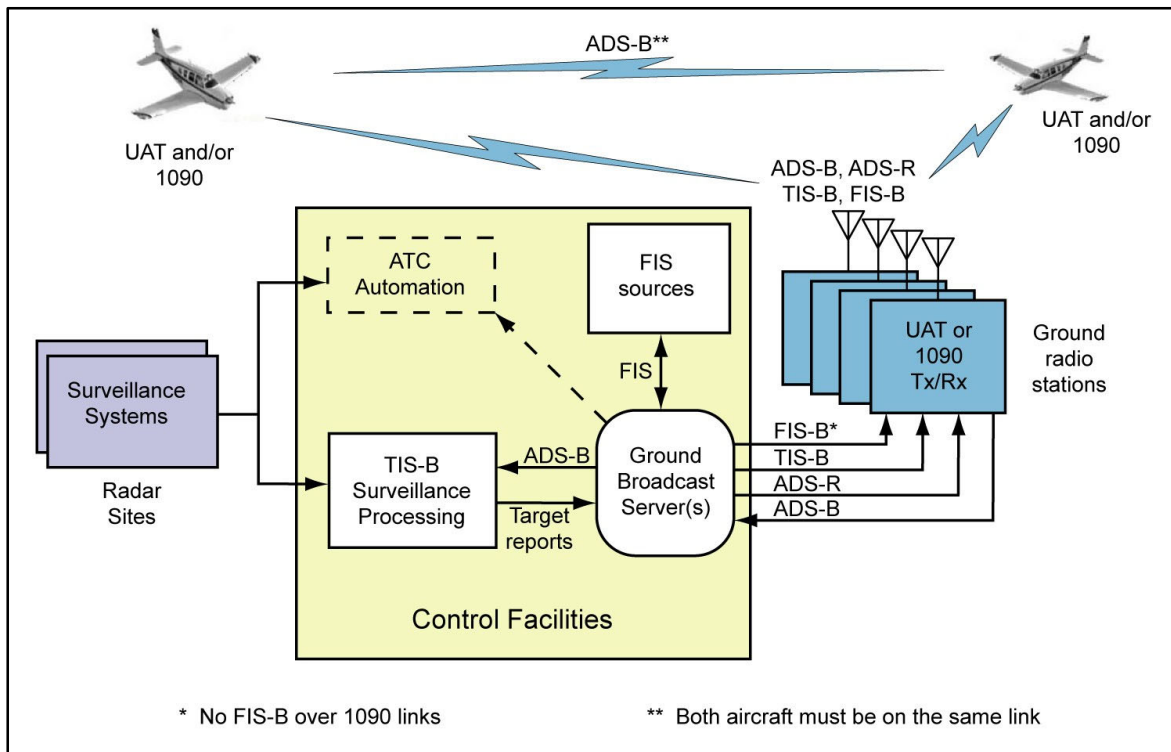 ADS-B**
UAT and/or
1090
UAT and/or
1090
ADS-B, ADS-R
TIS-B, FIS-B
ATC
Automation
FIS
sources
UAT or
1090
Tx/Rx
Ground
radio
stations
Surveillance
Systems
Radar
Sites
FIS
TIS-B
Surveillance
Processing
ADS-B
Target
reports
Ground
Broadcast
Server(s)
FIS-B*
TIS-B
ADS-R
ADS-B
Control Facilities
* No FIS-B over 1090 links
** Both aircraft must be on the same link